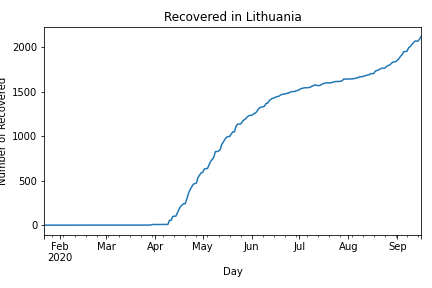 Recovered in Lithuania
Number of Recovered
2000
1500
1000
500
0
Feb
2020
Mar
Apr
May
Jun
Jul
Aug
Sep
Day